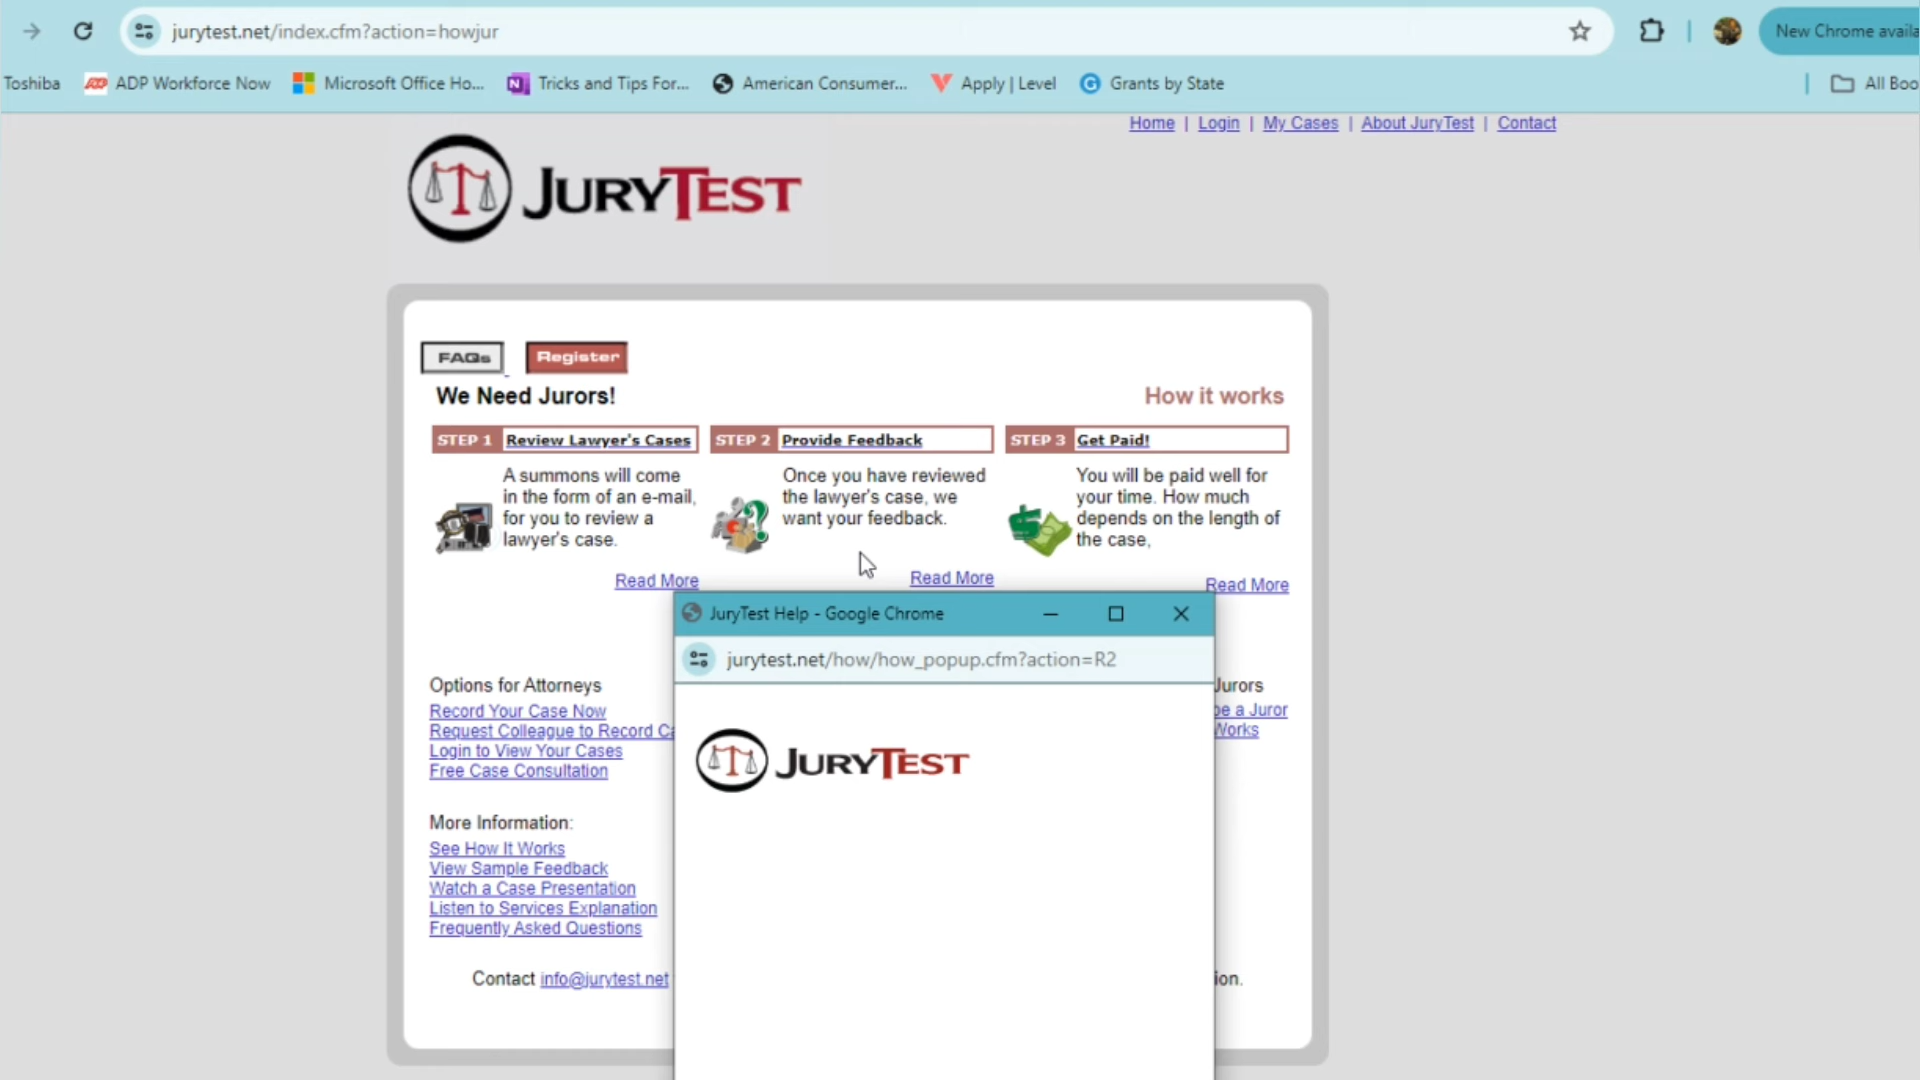 jurytest.net/index.cfm?action=howjur
New Chrome availa
Toshiba
ADP Workforce Now
Microsoft Office Ho...
Tricks and Tips For...
American Consumer...
Apply | Level
Grants by State
All Boo
Home | Login | My Cases | About JuryTest | Contact
JURYTEST
FAQs
Register
We Need Jurors!
How it works
STEP 1 Review Lawyer's Cases
A summons will come
in the form of an e-mail,
for you to review a
lawyer's case.
Read More
STEP 2 Provide Feedback
Once you have reviewed
the lawyer's case, we
want your feedback.
Read More
STEP 3 Get Paid!
You will be paid well for
your time. How much
depends on the length of
the case,
Read More
JuryTest Help - Google Chrome
jurytest.net/how/how_popup.cfm?action=R2
JURYTEST
Options for Attorneys
Record Your Case Now
Request Colleague to Record Ca
Login to View Your Cases
Free Case Consultation
Jurors
be a Juror
Works
More Information:
See How It Works
View Sample Feedback
Watch a Case Presentation
Listen to Services Explanation
Frequently Asked Questions
Contact info@jurytest.net
ion.